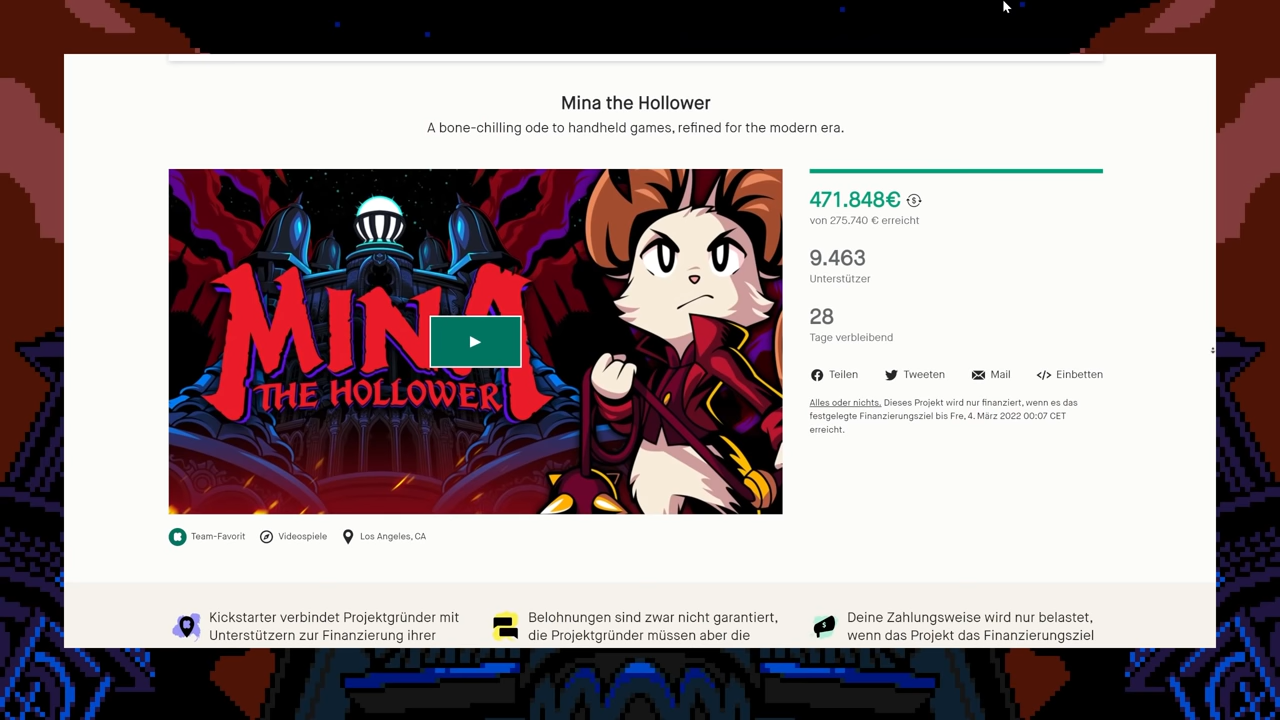 Mina the Hollower
A bone-chilling ode to handheld games, refined for the modern era.
MINA
THE HOLLOWER
471.848€
von 275.740 € erreicht
9.463
Unterstützer
28
Tage verbleibend
Teilen Tweeten Mail Einbetten
Alles oder nichts. Dieses Projekt wird nur finanziert, wenn es das
festgelegte Finanzierungsziel bis Fre, 4. März 2022 00:07 CET
erreicht.
Team-Favorit Videospiele Los Angeles, CA
Kickstarter verbindet Projektgründer mit
Unterstützern zur Finanzierung ihrer
Belohnungen sind zwar nicht garantiert,
die Projektgründer müssen aber die
Deine Zahlungsweise wird nur belastet,
wenn das Projekt das Finanzierungsziel